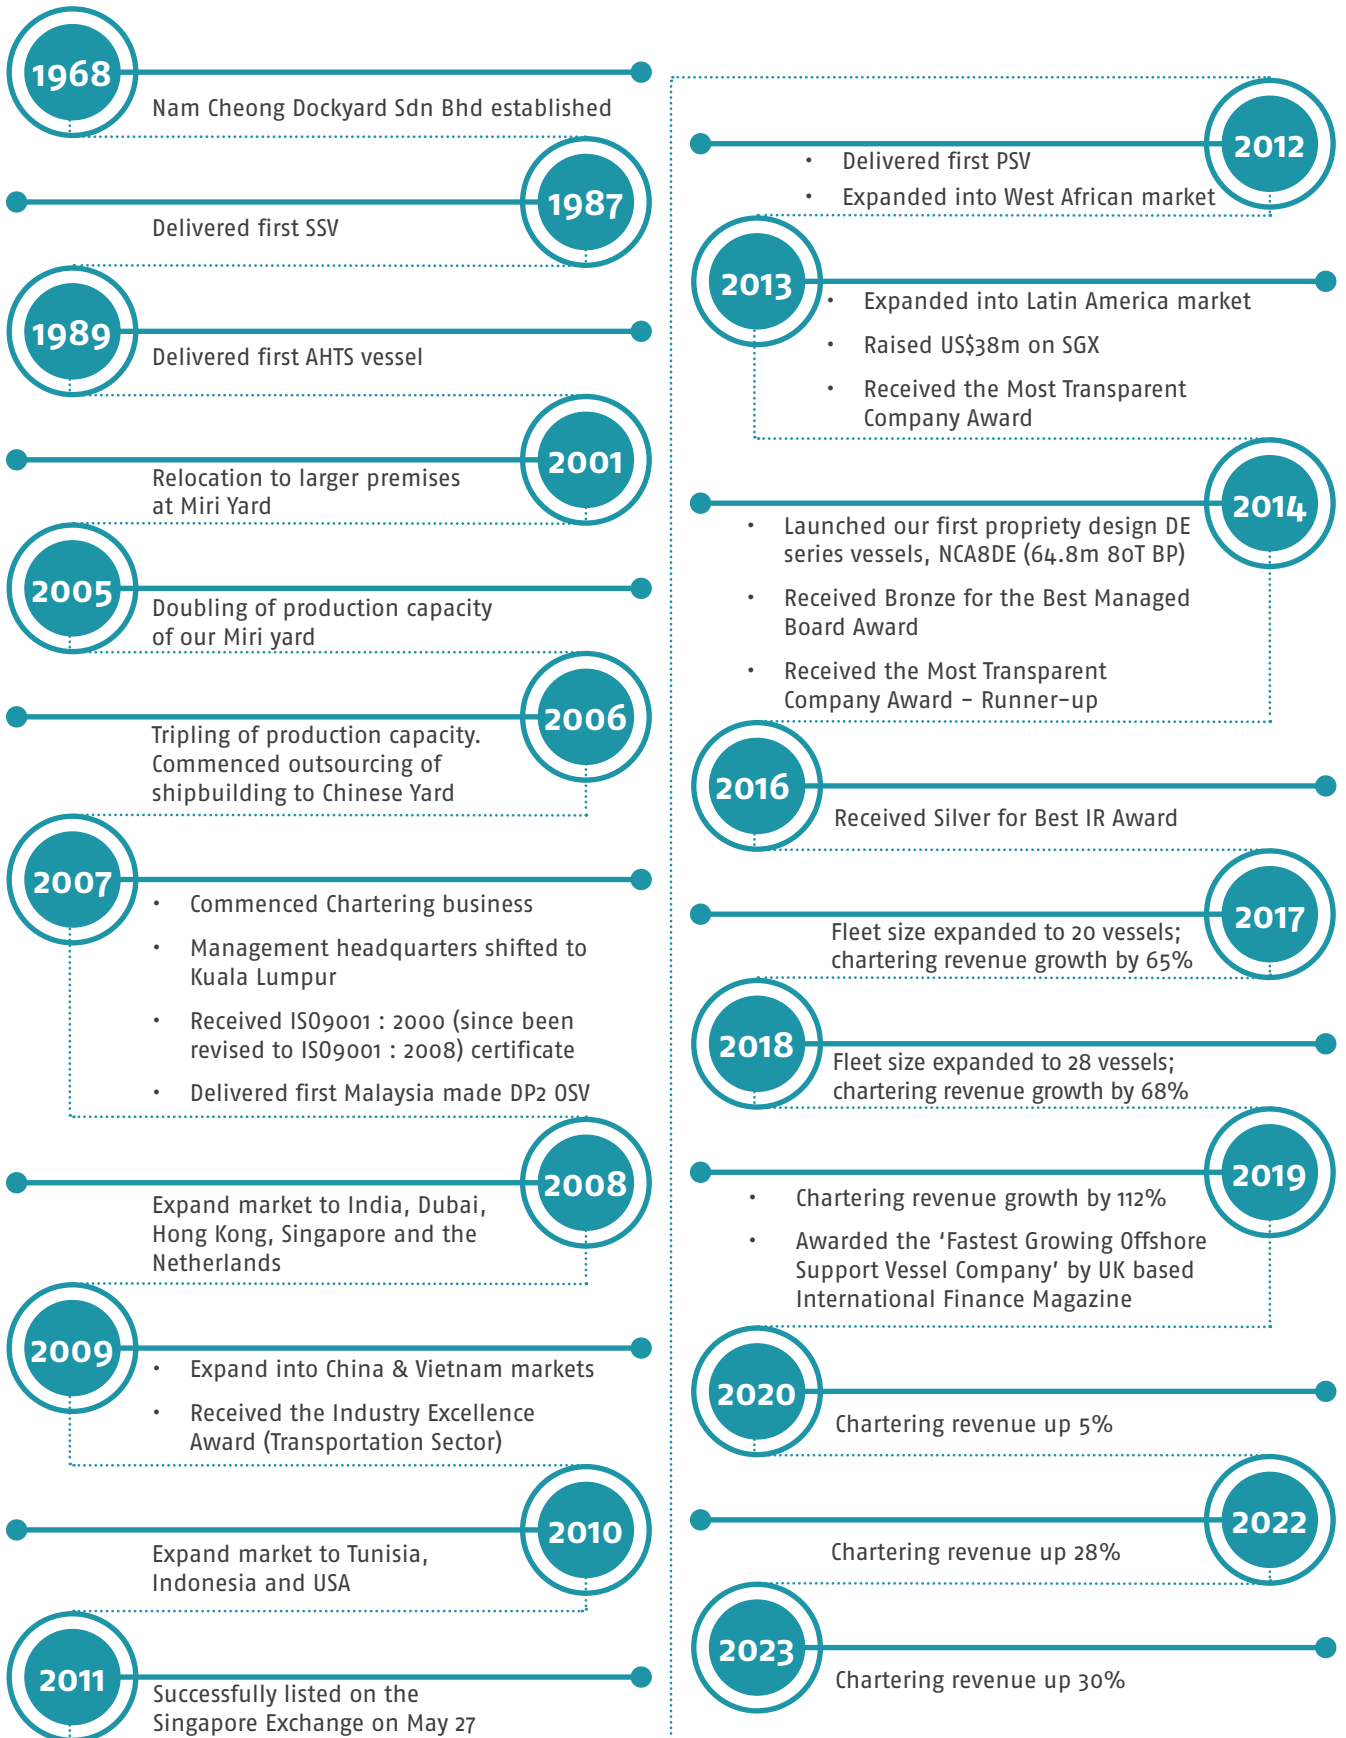 1968
Nam Cheong Dockyard Sdn Bhd established
1987
Delivered first SSV
1989
Delivered first AHTS vessel
2001
Relocation to larger premises
at Miri Yard
2005
Doubling of production capacity
of our Miri yard
2006
Tripling of production capacity.
Commenced outsourcing of
shipbuilding to Chinese Yard
2007
• Commenced Chartering business
• Management headquarters shifted to
Kuala Lumpur
• Received ISO9001 : 2000 (since been
revised to ISO9001 : 2008) certificate
• Delivered first Malaysia made DP2 OSV
2008
Expand market to India, Dubai,
Hong Kong, Singapore and the
Netherlands
2009
• Expand into China & Vietnam markets
• Received the Industry Excellence
Award (Transportation Sector)
2010
Expand market to Tunisia,
Indonesia and USA
2011
Successfully listed on the
Singapore Exchange on May 27
2012
• Delivered first PSV
• Expanded into West African market
2013
• Expanded into Latin America market
• Raised US$38m on SGX
• Received the Most Transparent
Company Award
2014
• Launched our first propriety design DE
series vessels, NCA8DE (64.8m 80T BP)
• Received Bronze for the Best Managed
Board Award
• Received the Most Transparent
Company Award – Runner-up
2016
Received Silver for Best IR Award
2017
Fleet size expanded to 20 vessels;
chartering revenue growth by 65%
2018
Fleet size expanded to 28 vessels;
chartering revenue growth by 68%
2019
• Chartering revenue growth by 112%
• Awarded the ‘Fastest Growing Offshore
Support Vessel Company’ by UK based
International Finance Magazine
2020
Chartering revenue up 5%
2022
Chartering revenue up 28%
2023
Chartering revenue up 30%